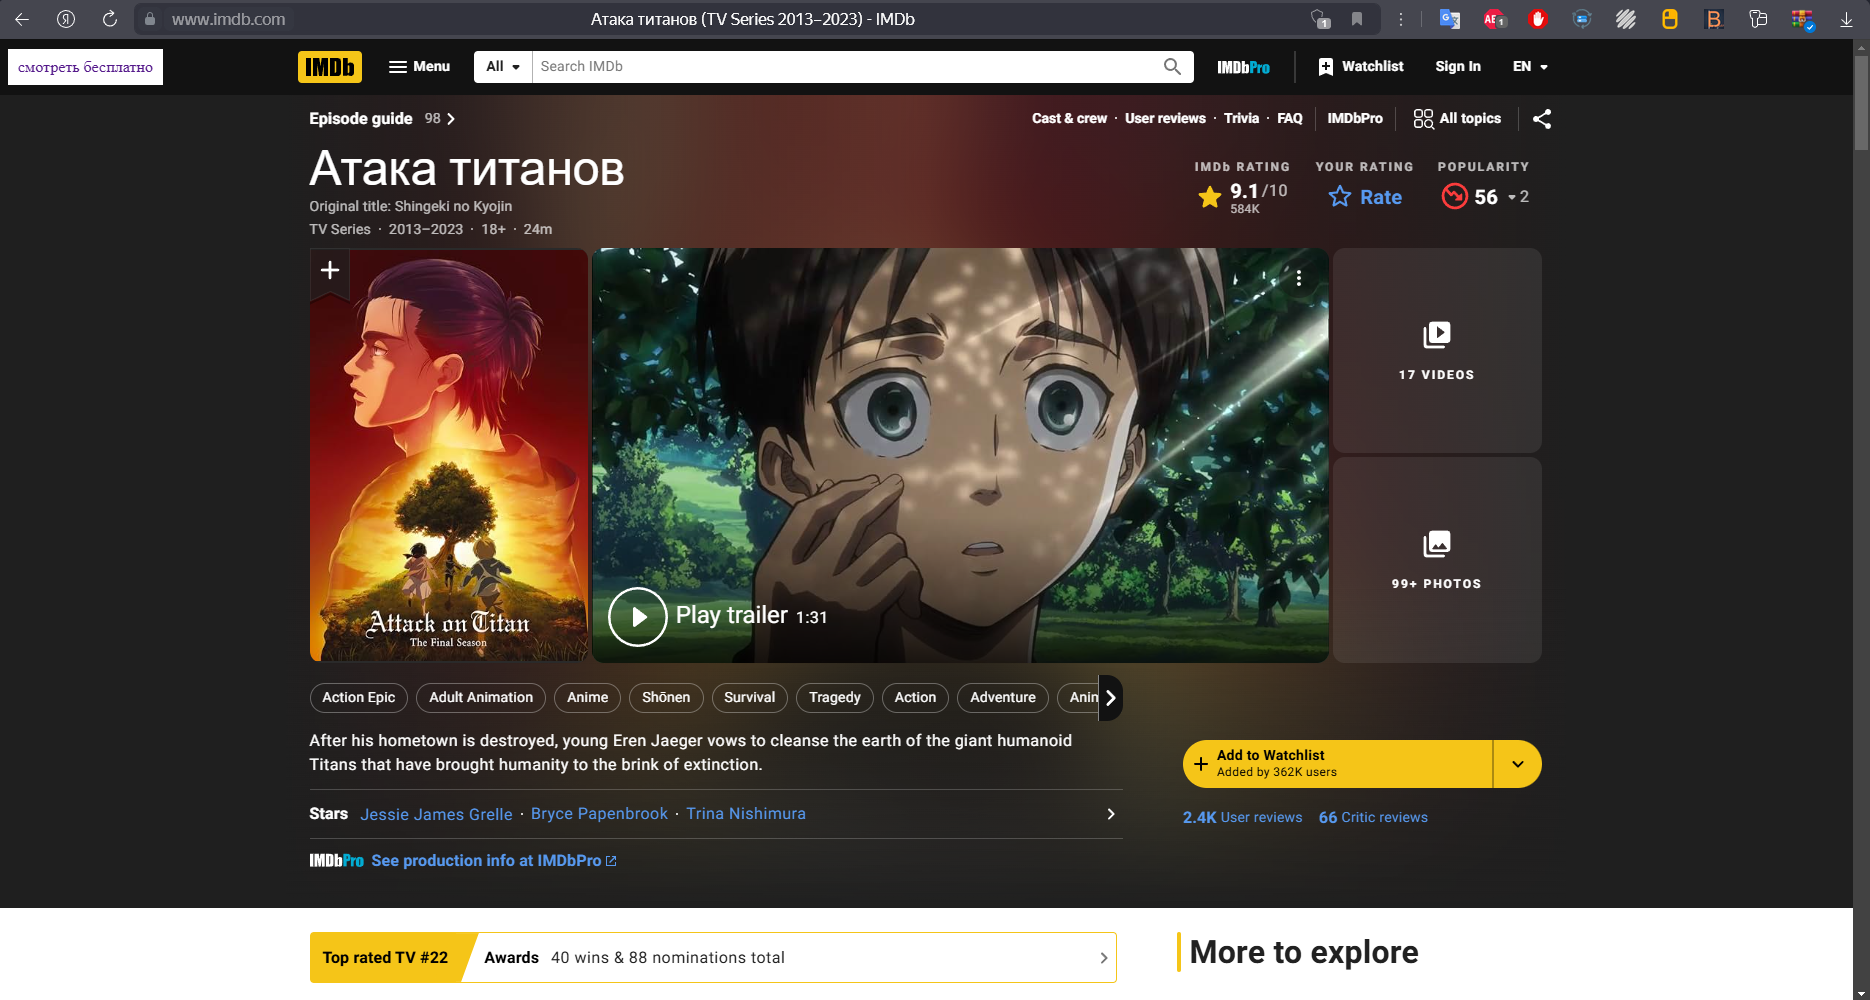 www.imdb.com
Атака титанов (TV Series 2013–2023) - IMDb
1
1
смотреть бесплатно
IMDb
Menu
All
Search IMDb
IMDbPro
Watchlist
Sign In
EN
Episode guide 98
Cast & crew · User reviews · Trivia · FAQ
IMDbPro
All topics
Атака титанов
Original title: Shingeki no Kyojin
TV Series · 2013–2023 · 18+ · 24m
IMDb RATING
9.1/10
584K
YOUR RATING
Rate
POPULARITY
56 2
Attack on Titan
The Final Season
Play trailer 1:31
17 VIDEOS
99+ PHOTOS
Action Epic
Adult Animation
Anime
Shōnen
Survival
Tragedy
Action
Adventure
Anim
After his hometown is destroyed, young Eren Jaeger vows to cleanse the earth of the giant humanoid
Titans that have brought humanity to the brink of extinction.
Add to Watchlist
Added by 362K users
Stars Jessie James Grelle · Bryce Papenbrook · Trina Nishimura
2.4K User reviews 66 Critic reviews
IMDbPro See production info at IMDbPro
Top rated TV #22
Awards 40 wins & 88 nominations total
More to explore